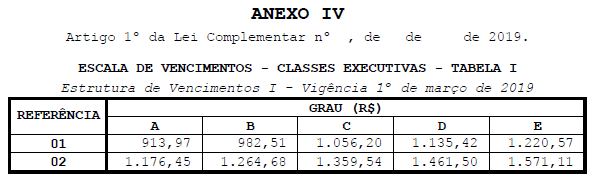 ANEXO IV
Artigo 1º da Lei Complementar nº , de de de 2019.
ESCALA DE VENCIMENTOS - CLASSES EXECUTIVAS - TABELA I
Estrutura de Vencimentos I - Vigência 1º de março de 2019
REFERÊNCIA GRAU (R$)
A B C D E
01 913,97 982,51 1.056,20 1.135,42 1.220,57
02 1.176,45 1.264,68 1.359,54 1.461,50 1.571,11